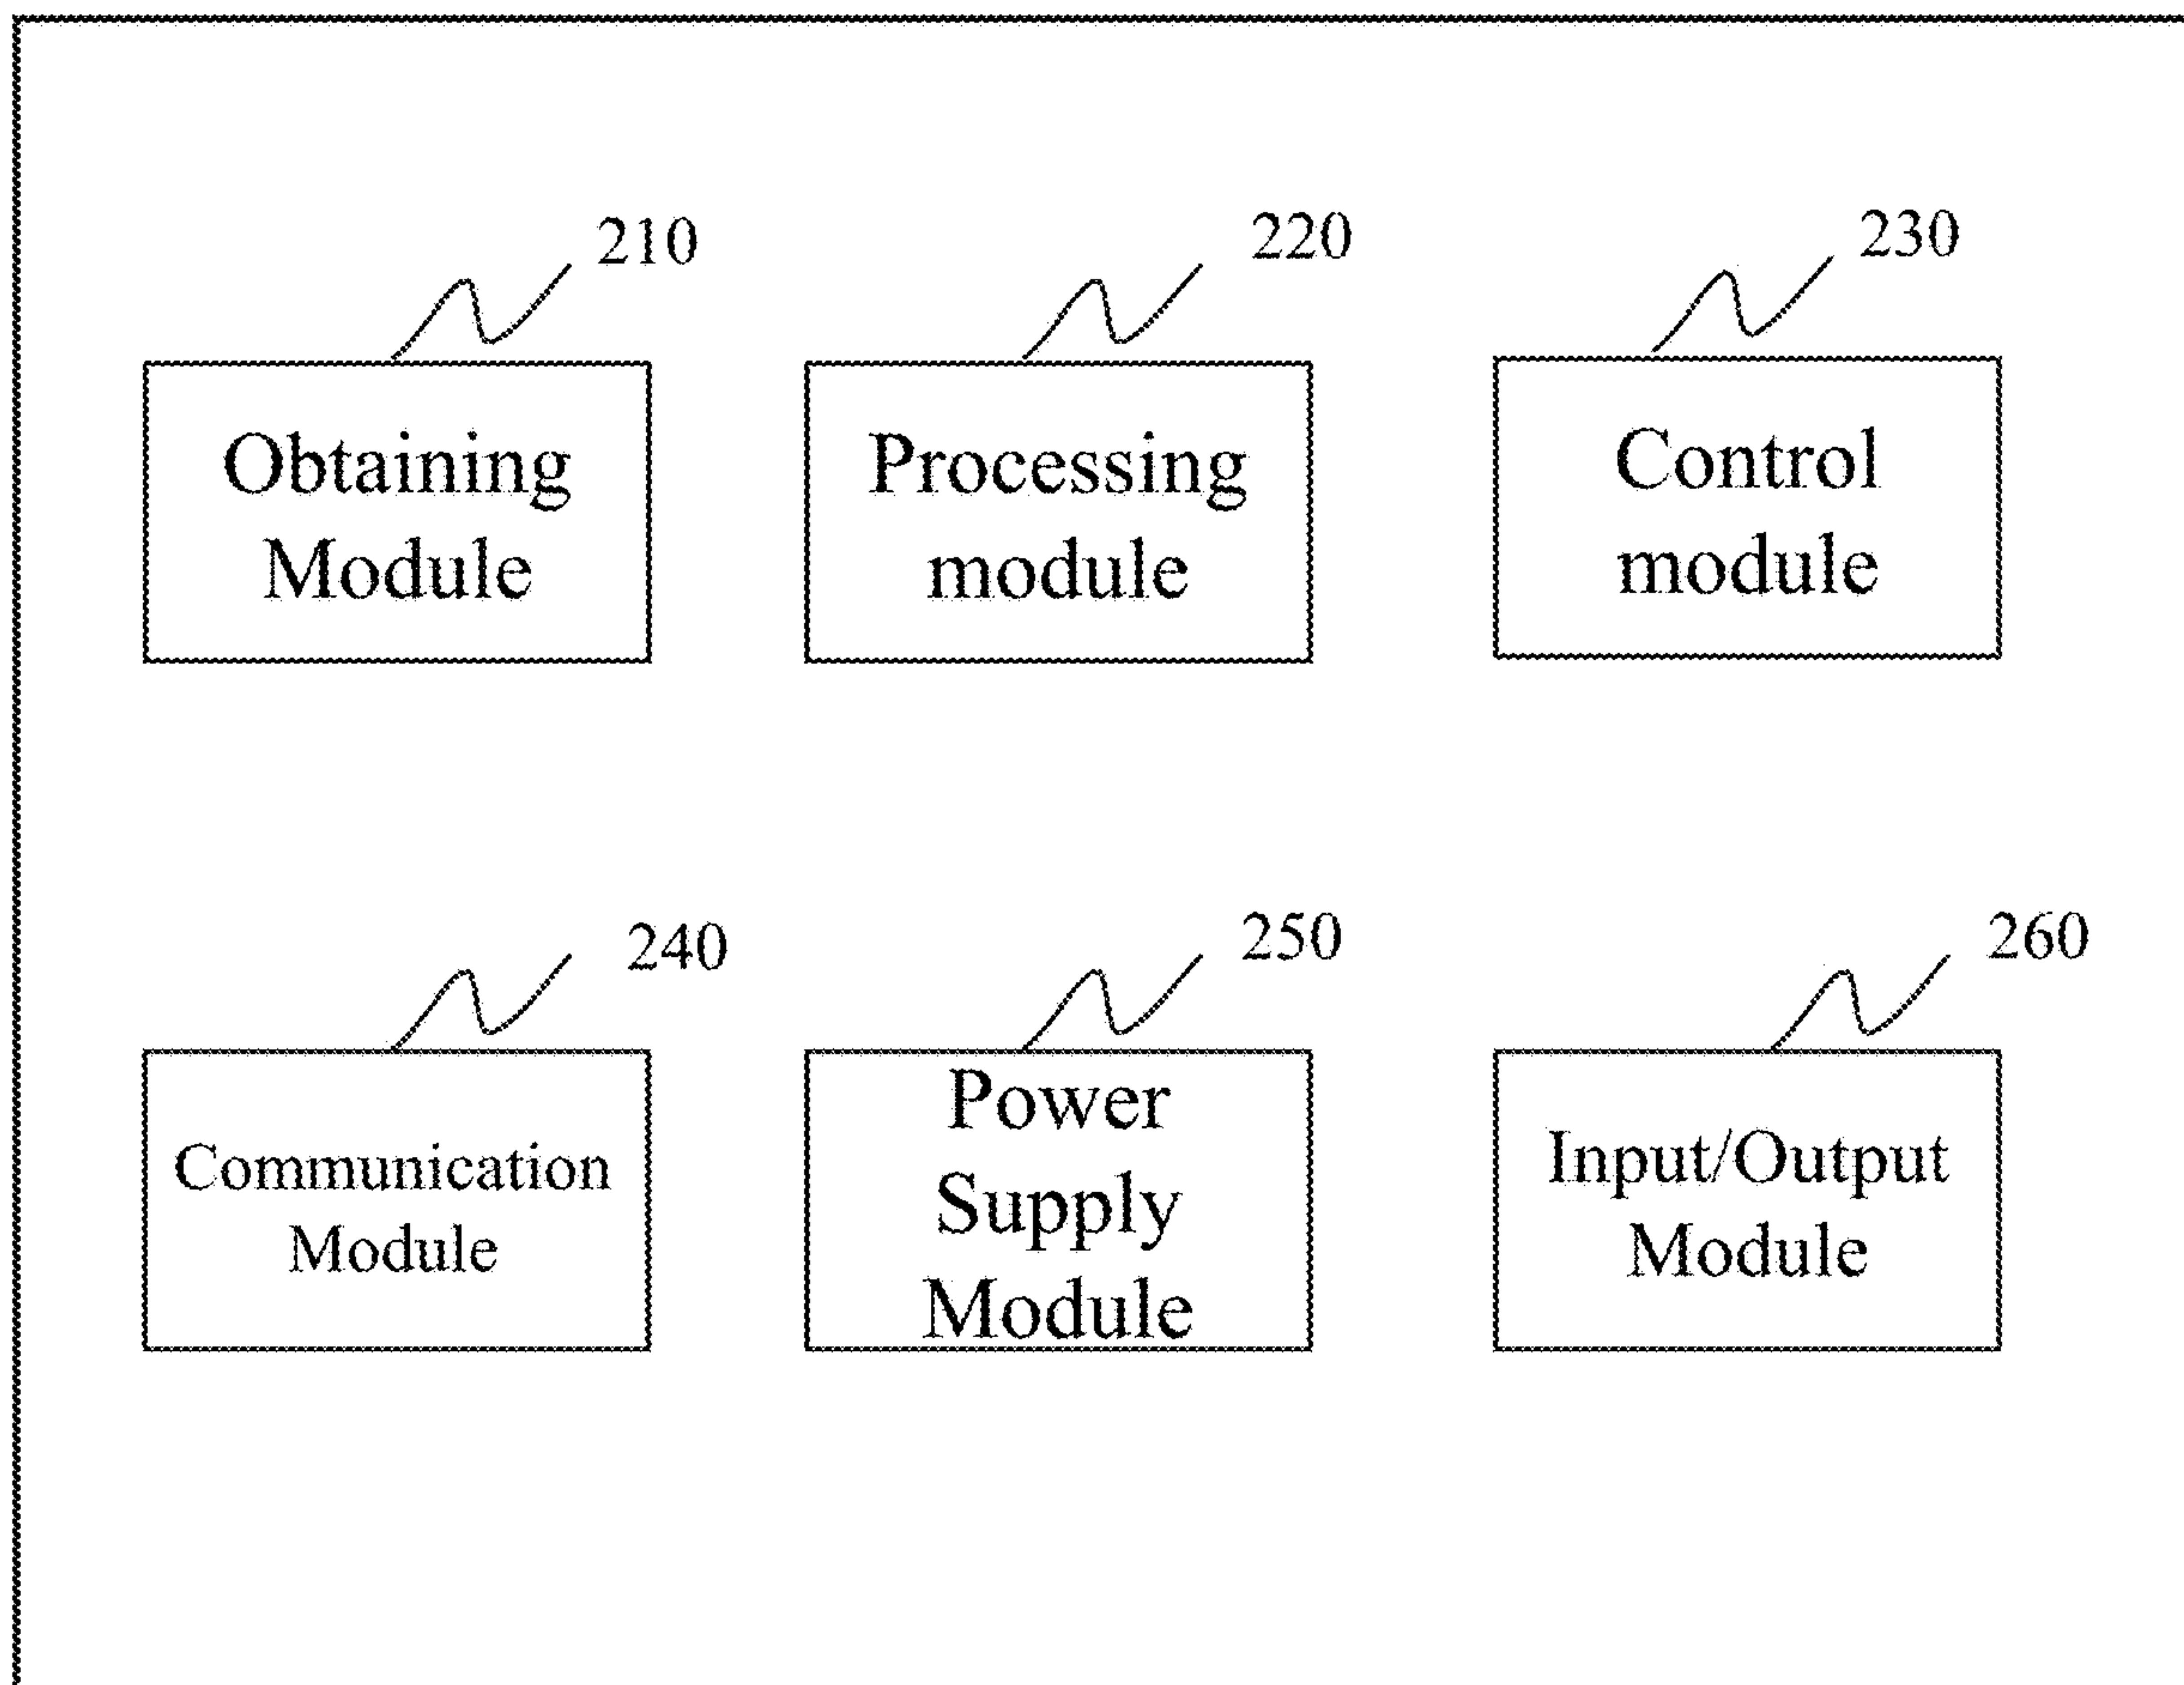 210
220
230
Obtaining
Module
Processing
module
Control
module
240
250
260
Communication
Module
Power
Supply
Module
Input/Output
Module